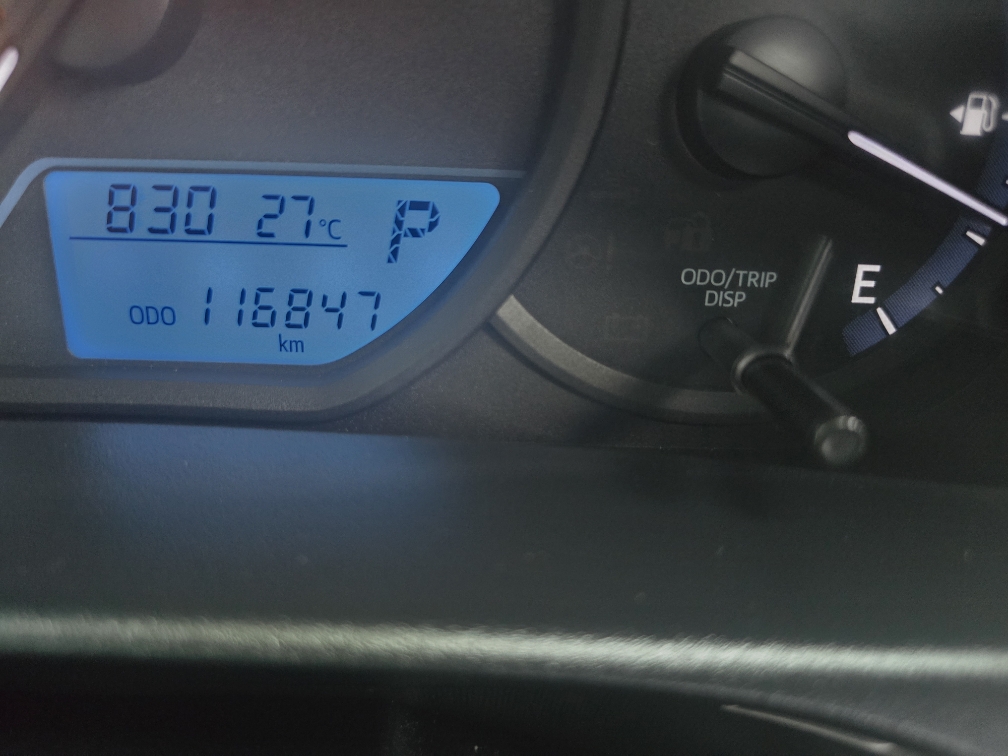 830 27°C P
ODO 116847
km
ODO/TRIP
DISP
E